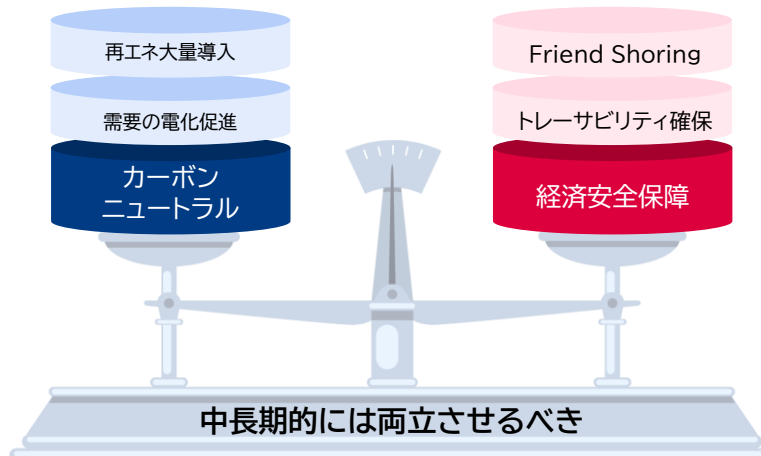 再エネ大量導入
需要の電化促進
カーボン
ニュートラル
Friend Shoring
トレーサビリティ確保
経済安全保障
中長期的には両立させるべき